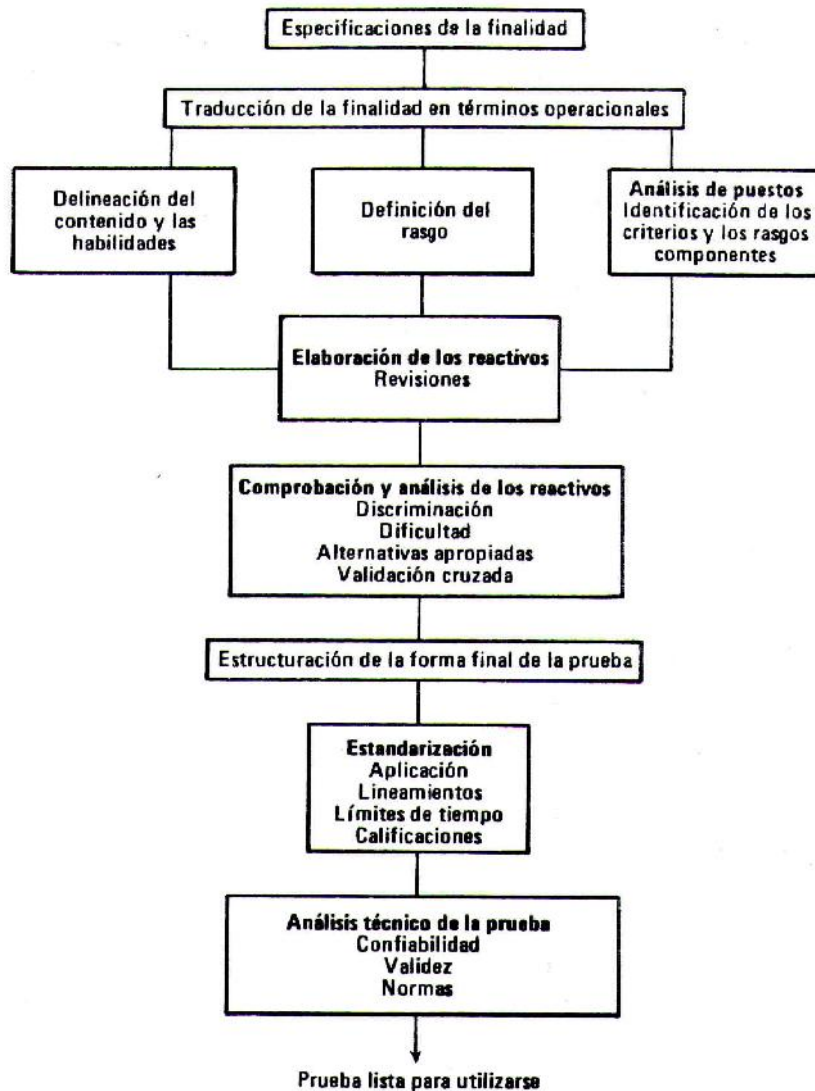 Especificaciones de la finalidad
Traducción de la finalidad en términos operacionales
Delineación del
contenido y las
habilidades
Definición del
rasgo
Análisis de puestos
Identificación de los
criterios y los rasgos
componentes
Elaboración de los reactivos
Revisiones
Comprobación y análisis de los reactivos
Discriminación
Dificultad
Alternativas apropiadas
Validación cruzada
Estructuración de la forma final de la prueba
Estandarización
Aplicación
Lineamientos
Límites de tiempo
Calificaciones
Análisis técnico de la prueba
Confiabilidad
Validez
Normas
Prueba lista para utilizarse